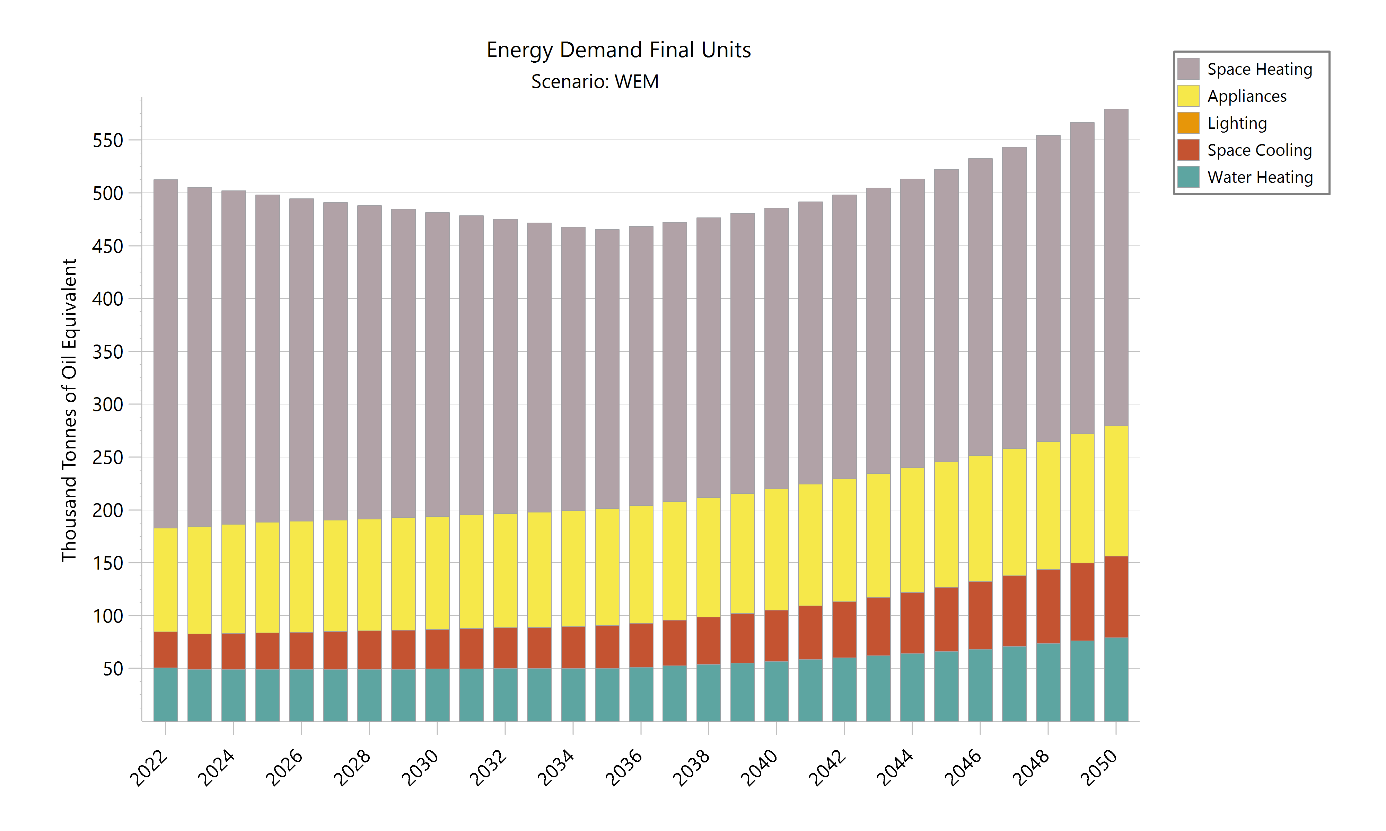 Energy Demand Final Units
Scenario: WEM
Space Heating
Appliances
Lighting
Space Cooling
Water Heating
Thousand Tonnes of Oil Equivalent
550
500
450
400
350
300
250
200
150
100
50
2022 2024 2026 2028 2030 2032 2034 2036 2038 2040 2042 2044 2046 2048 2050